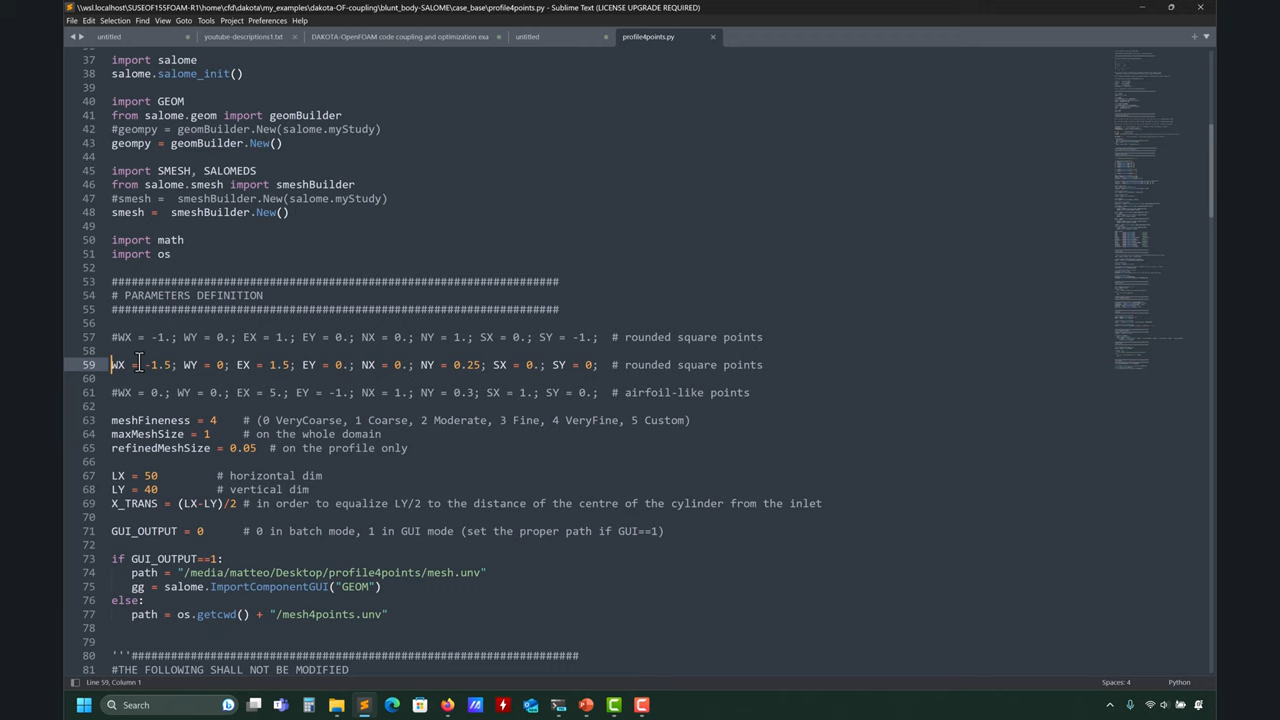 \\wsl.localhost\SUSEOF155FOAM-R1\home\cfd\dakota\my_examples\dakota-OF-coupling\blunt_body-SALOME\case_base\profile4points.py - Sublime Text (LICENSE UPGRADE REQUIRED)
File Edit Selection Find View Goto Tools Project Preferences Help
untitled youtube-descriptions1.txt DAKOTA-OpenFOAM code coupling and optimization exa untitled profile4points.py
37 import salome
38 salome.salome_init()
39
40 import GEOM
41 from salome.geom import geomBuilder
42 #geompy = geomBuilder.New(salome.myStudy)
43 geompy = geomBuilder.New()
44
45 import SMESH, SALOMEDS
46 from salome.smesh import smeshBuilder
47 #smesh =  smeshBuilder.New(salome.myStudy)
48 smesh =  smeshBuilder.New()
49
50 import math
51 import os
52
53 ####################################################################
54 # PARAMETERS DEFINITION
55 ####################################################################
56
57 #WX = -1.; WY = 0.; EX = 1.; EY = 0.; NX = 0.; NY = 1.; SX = 0.; SY = -1.;  # rounded square points
58
59 WX = -1.5; WY = 0; EX = 1.5; EY = 0.; NX = 0.; NY = 0.25; SX = 0.; SY = 0;  # rounded square points
60
61 #WX = 0.; WY = 0.; EX = 5.; EY = -1.; NX = 1.; NY = 0.3; SX = 1.; SY = 0.;  # airfoil-like points
62
63 meshFineness = 4    # (0 VeryCoarse, 1 Coarse, 2 Moderate, 3 Fine, 4 VeryFine, 5 Custom)
64 maxMeshSize = 1     # on the whole domain
65 refinedMeshSize = 0.05  # on the profile only
66
67 LX = 50         # horizontal dim
68 LY = 40         # vertical dim
69 X_TRANS = (LX-LY)/2 # in order to equalize LY/2 to the distance of the centre of the cylinder from the inlet
70
71 GUI_OUTPUT = 0      # 0 in batch mode, 1 in GUI mode (set the proper path if GUI==1)
72
73 if GUI_OUTPUT==1:
74    path = "/media/matteo/Desktop/profile4points/mesh.unv"
75    gg = salome.ImportComponentGUI("GEOM")
76 else:
77    path = os.getcwd() + "/mesh4points.unv"
78
79
80 '''####################################################################
81 #THE FOLLOWING SHALL NOT BE MODIFIED
Line 59, Column 1 Spaces: 4 Python
Search